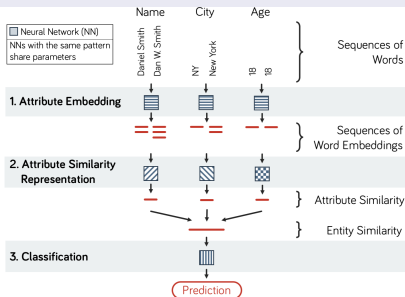 Name City Age
Neural Network (NN)
NNs with the same pattern
share parameters
Daniel Smith
Dan W. Smith
NY
New York
18
18
Sequences of
Words
1. Attribute Embedding
Sequences of
Word Embeddings
2. Attribute Similarity
Representation
Attribute Similarity
Entity Similarity
3. Classification
Prediction